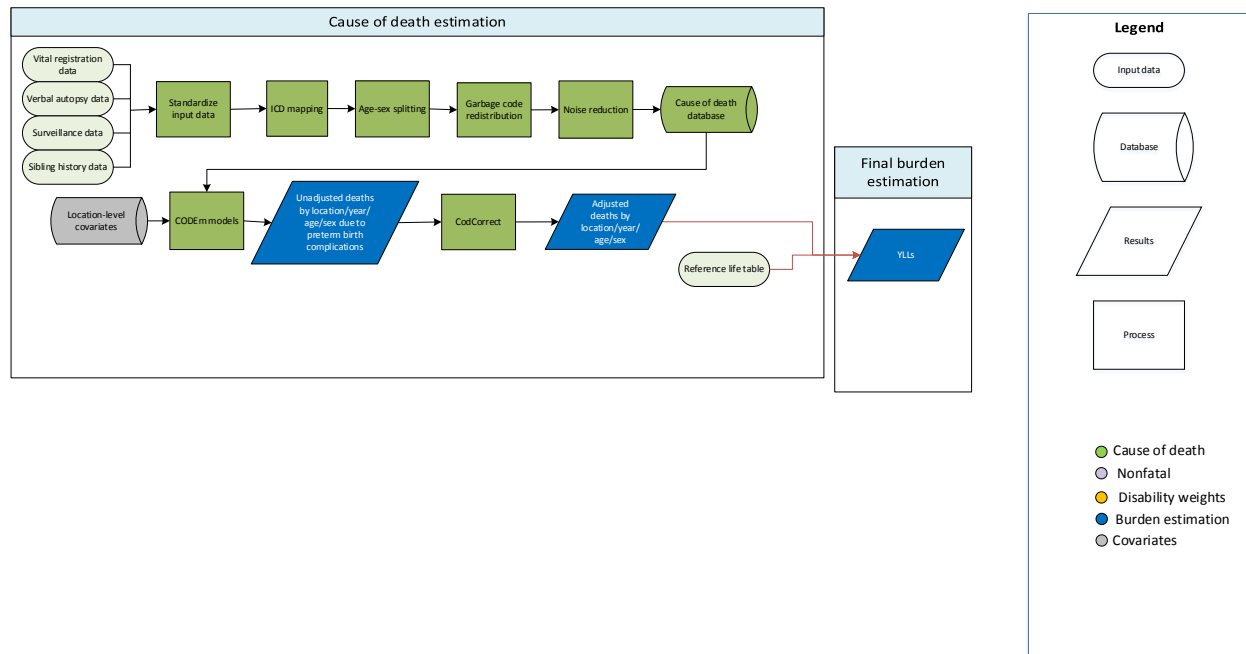 Cause of death estimation
Vital registration
data
Verbal autopsy data
Surveillance data
Sibling history data
Standardize
input data
ICD mapping
Age-sex splitting
Garbage code
redistribution
Noise reduction
Cause of death
database
Location-level
covariates
CODEm models
Unadjusted deaths
by location/year/
age/sex due to
preterm birth
complications
CodCorrect
Adjusted
deaths by
location/year/
age/sex
Reference life table
Final burden
estimation
YLLs
Legend
Input data
Database
Results
Process
Cause of death
Nonfatal
Disability weights
Burden estimation
Covariates